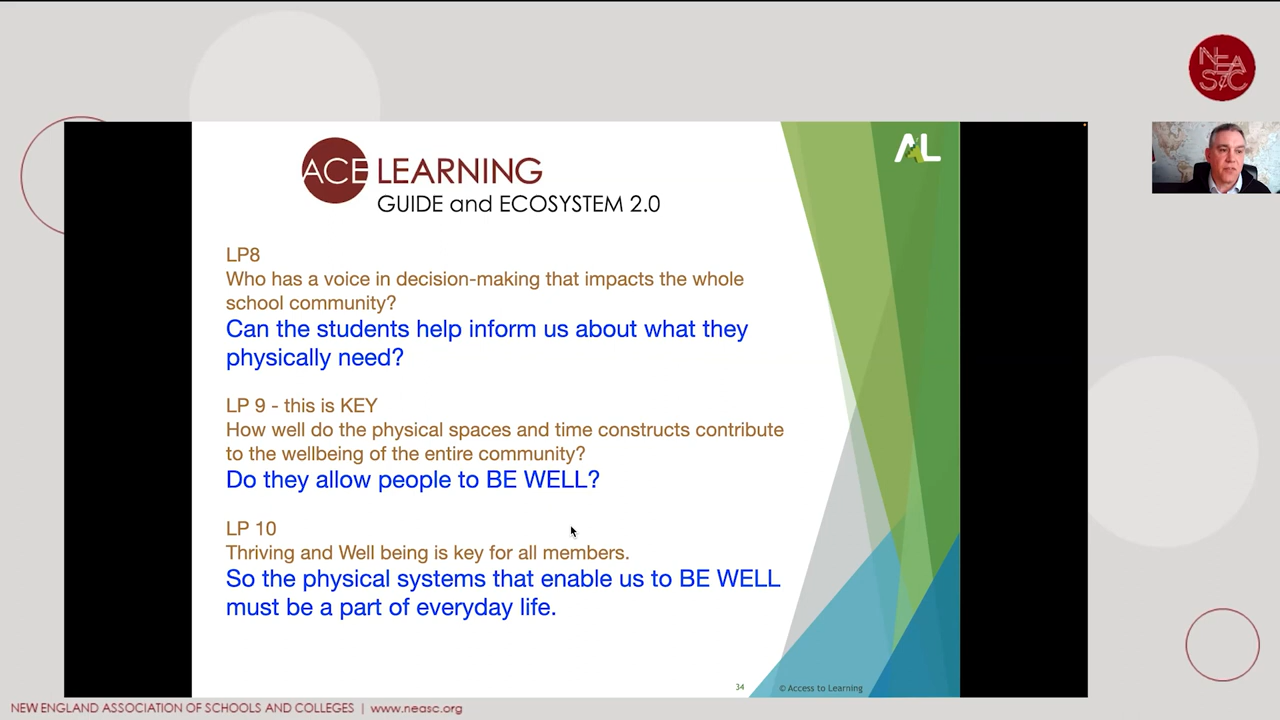 NEA
S&C
AL
ACE LEARNING
GUIDE and ECOSYSTEM 2.0
LP8
Who has a voice in decision-making that impacts the whole
school community?
Can the students help inform us about what they
physically need?
LP 9 - this is KEY
How well do the physical spaces and time constructs contribute
to the wellbeing of the entire community?
Do they allow people to BE WELL?
LP 10
Thriving and Well being is key for all members.
So the physical systems that enable us to BE WELL
must be a part of everyday life.
34
© Access to Learning
NEW ENGLAND ASSOCIATION OF SCHOOLS AND COLLEGES | www.neasc.org